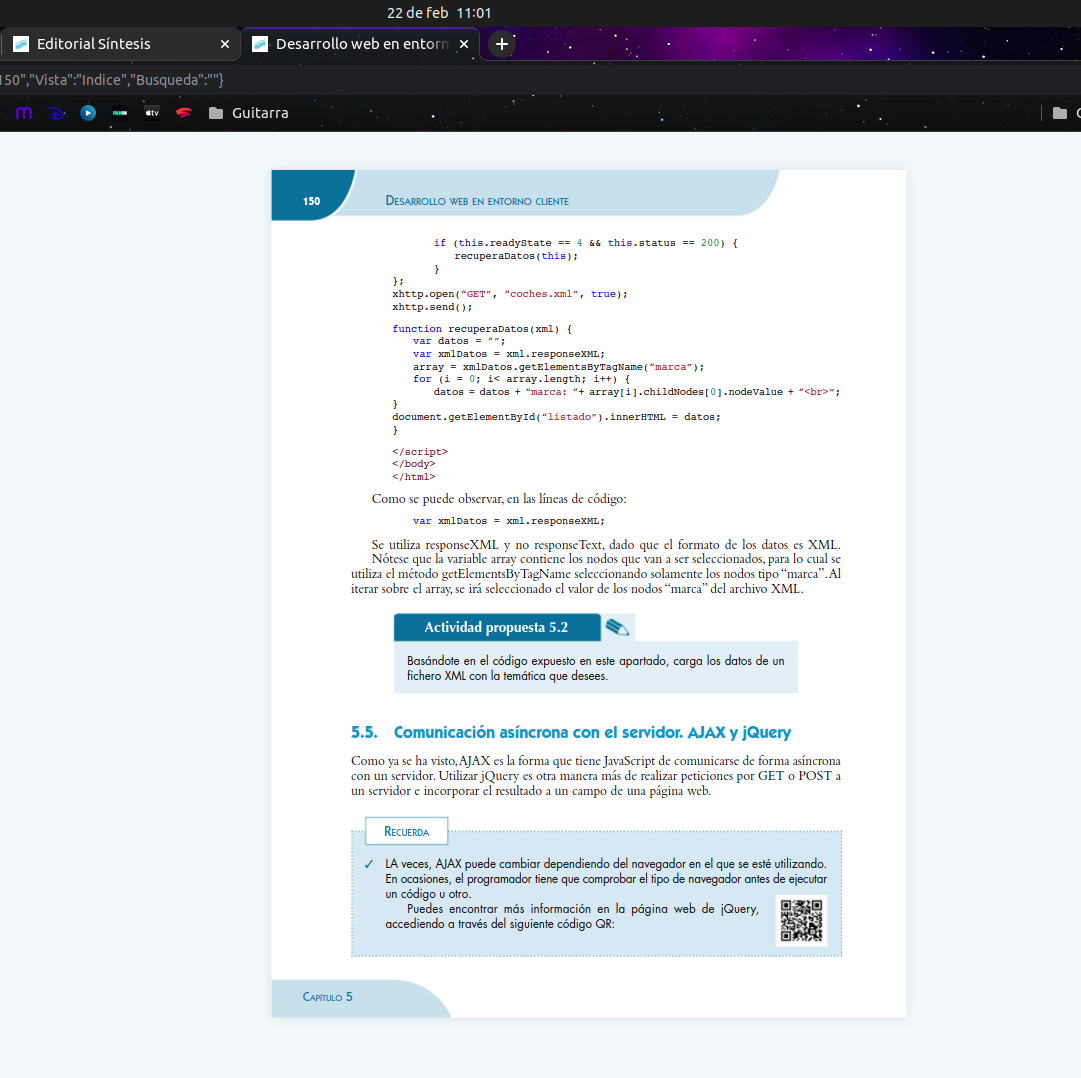 22 de feb 11:01
Editorial Síntesis ×
Desarrollo web en entorn × +
150","Vista":"Indice","Busqueda":""}
tv
Guitarra
150
Desarrollo web en entorno cliente
if (this.readyState == 4 && this.status == 200) {
recuperaDatos(this);
}
};
xhttp.open(“GET”, “coches.xml”, true);
xhttp.send();
function recuperaDatos(xml) {
var datos = “”;
var xmlDatos = xml.responseXML;
array = xmlDatos.getElementsByTagName(“marca”);
for (i = 0; i< array.length; i++) {
datos = datos + “marca: “+ array[i].childNodes[0].nodeValue + “<br>”;
}
document.getElementById(“listado”).innerHTML = datos;
}
</script>
</body>
</html>
Como se puede observar, en las líneas de código:
var xmlDatos = xml.responseXML;
Se utiliza responseXML y no responseText, dado que el formato de los datos es XML.
Nótese que la variable array contiene los nodos que van a ser seleccionados, para lo cual se
utiliza el método getElementsByTagName seleccionando solamente los nodos tipo “marca”. Al
iterar sobre el array, se irá seleccionado el valor de los nodos “marca” del archivo XML.
Actividad propuesta 5.2
Basándote en el código expuesto en este apartado, carga los datos de un
fichero XML con la temática que desees.
5.5. Comunicación asíncrona con el servidor. AJAX y jQuery
Como ya se ha visto, AJAX es la forma que tiene JavaScript de comunicarse de forma asíncrona
con un servidor. Utilizar jQuery es otra manera más de realizar peticiones por GET o POST a
un servidor e incorporar el resultado a un campo de una página web.
Recuerda
✓ LA veces, AJAX puede cambiar dependiendo del navegador en el que se esté utilizando.
En ocasiones, el programador tiene que comprobar el tipo de navegador antes de ejecutar
un código u otro.
Puedes encontrar más información en la página web de jQuery,
accediendo a través del siguiente código QR:
Capítulo 5